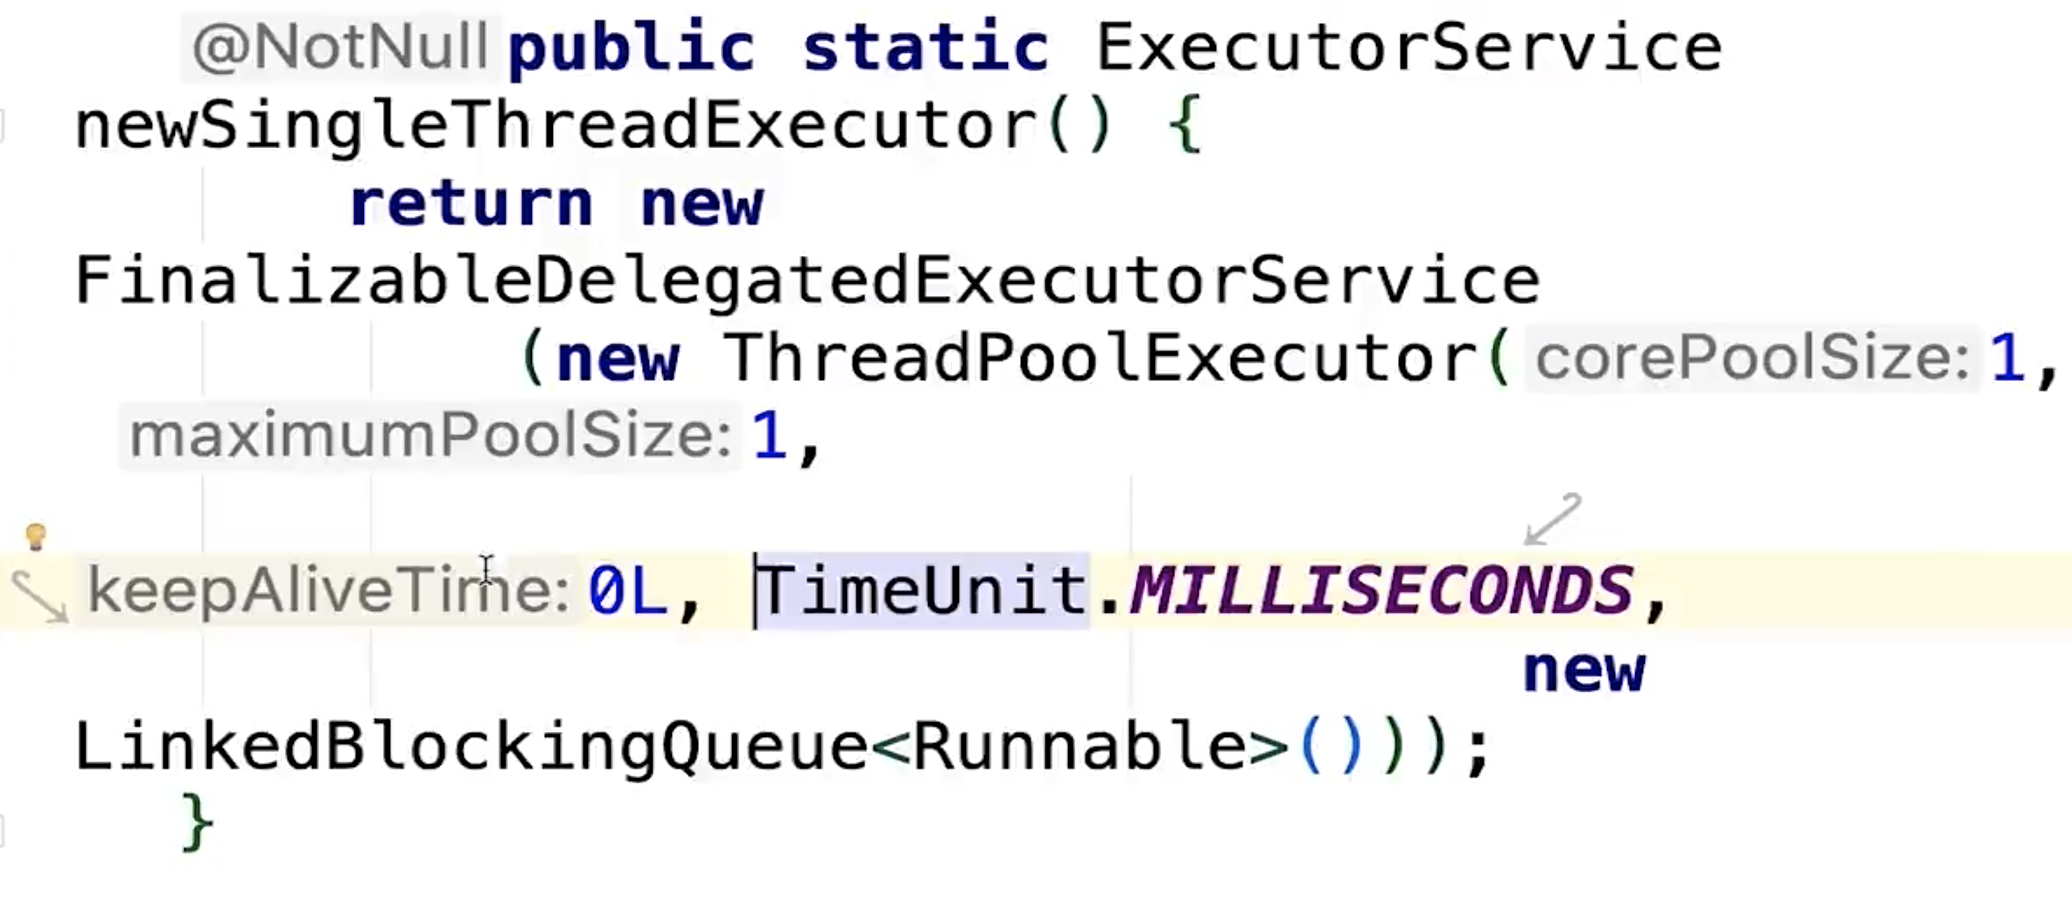 @NotNull public static ExecutorService
newSingleThreadExecutor() {
return new
FinalizableDelegatedExecutorService
(new ThreadPoolExecutor( corePoolSize: 1,
maximumPoolSize: 1,
keepAliveTime: 0L, TimeUnit.MILLISECONDS,
new
LinkedBlockingQueue<Runnable>()));
}